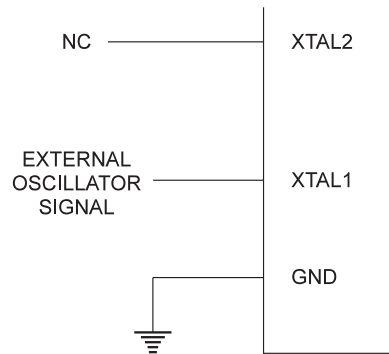 NC
XTAL2
EXTERNAL
OSCILLATOR
SIGNAL
XTAL1
GND